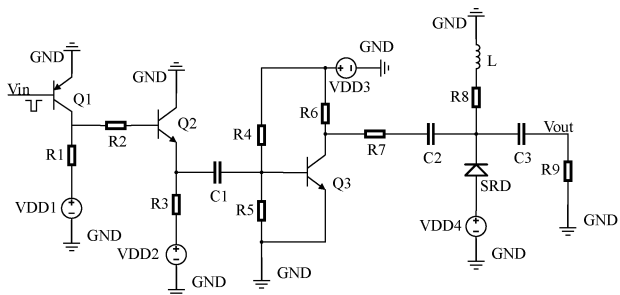 GND
GND
GND
GND
Vin
Q1
VDD3
R8
L
R6
Vout
R2
Q2
R4
R7
C2
C3
R1
Q3
SRD
R9
R3
C1
R5
VDD1
VDD4
GND
VDD2
GND
GND
GND
GND
GND